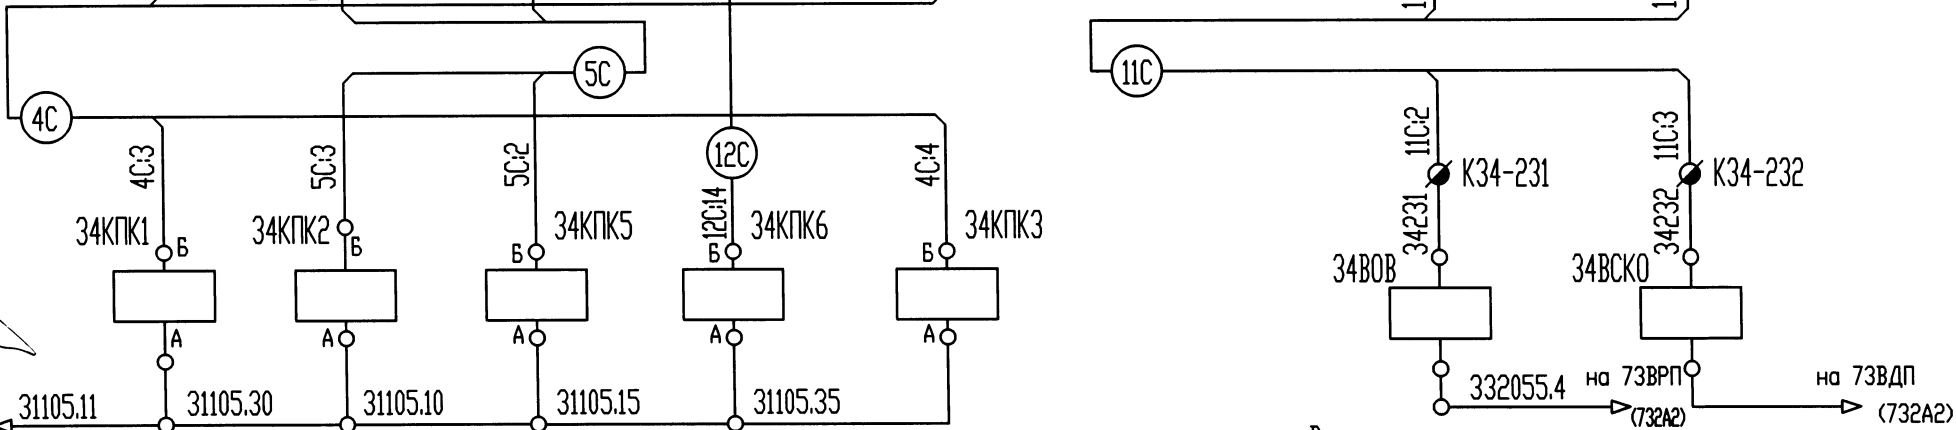 5С
11С
4С
12С
4С:3
5С:3
5С:2
12С:14
4С:4
11С:2
11С:3
К34-231
К34-232
34231
34232
34КПК1
34КПК2
34КПК5
34КПК6
34КПК3
Б
Б
Б
Б
Б
34ВОВ
34ВСКО
А
А
А
А
А
31105.11
31105.30
31105.10
31105.15
31105.35
332055.4
на 73ВРП
(732А2)
на 73ВДП
(732А2)